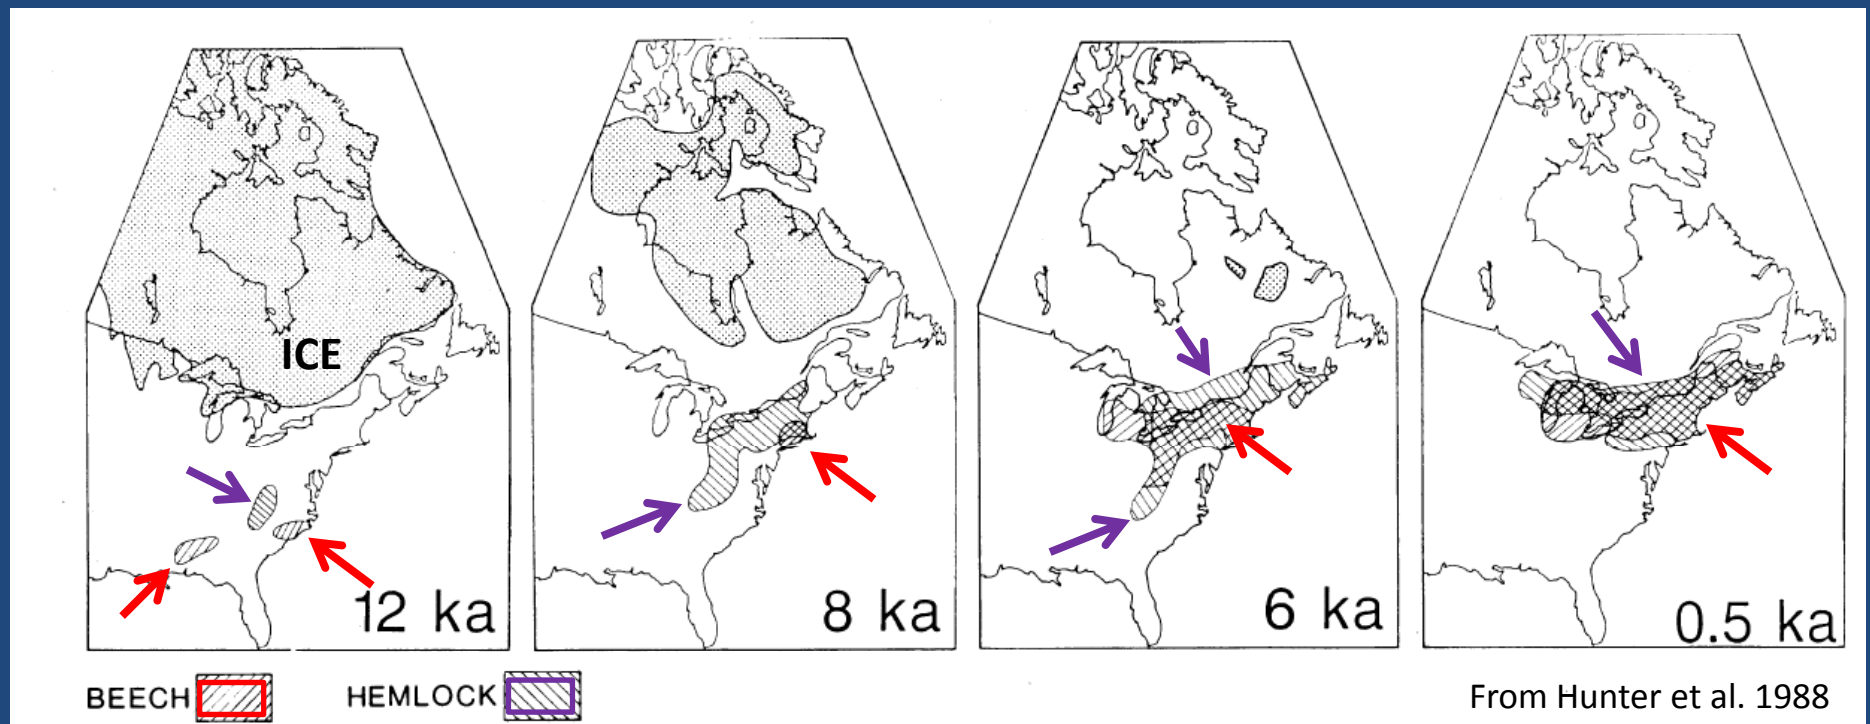 ICE
12 ka
8 ka
6 ka
0.5 ka
BEECH
HEMLOCK
From Hunter et al. 1988